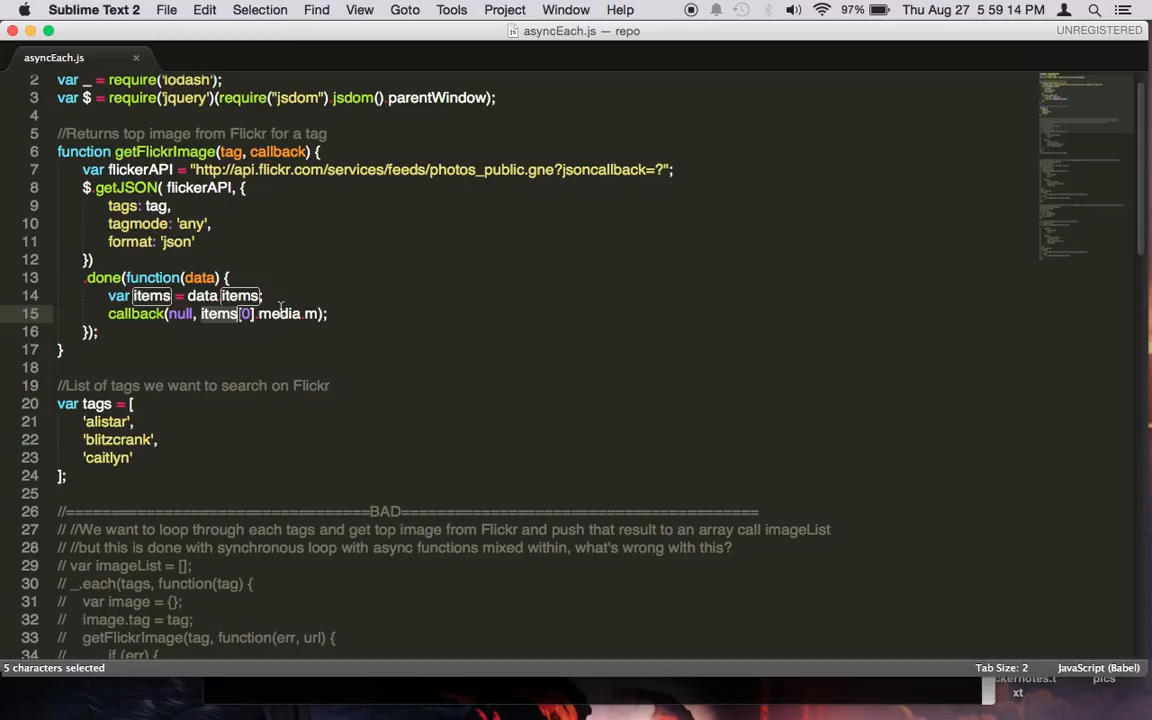 Sublime Text 2 File Edit Selection Find View Goto Tools Project Window Help 97% Thu Aug 27 5:59:14 PM
asyncEach.js — repo UNREGISTERED
asyncEach.js ×
2 var _ = require('lodash');
3 var $ = require('jquery')(require("jsdom").jsdom().parentWindow);
4
5 //Returns top image from Flickr for a tag
6 function getFlickrImage(tag, callback) {
7 var flickerAPI = "http://api.flickr.com/services/feeds/photos_public.gne?jsoncallback=?";
8 $.getJSON( flickerAPI, {
9 tags: tag,
10 tagmode: 'any',
11 format: 'json'
12 })
13 .done(function(data) {
14 var items = data.items;
15 callback(null, items[0].media.m);
16 });
17 }
18
19 //List of tags we want to search on Flickr
20 var tags = [
21 'alistar',
22 'blitzcrank',
23 'caitlyn'
24 ];
25
26 //==================================BAD=====================================
27 // //We want to loop through each tags and get top image from Flickr and push that result to an array call imageList
28 // //but this is done with synchronous loop with async functions mixed within, what's wrong with this?
29 // var imageList = [];
30 // _.each(tags, function(tag) {
31 // var image = {};
32 // image.tag = tag;
33 // getFlickrImage(tag, function(err, url) {
34 // if (err) {
5 characters selected Tab Size: 2 JavaScript (Babel)
ckernotes.t pics
xt